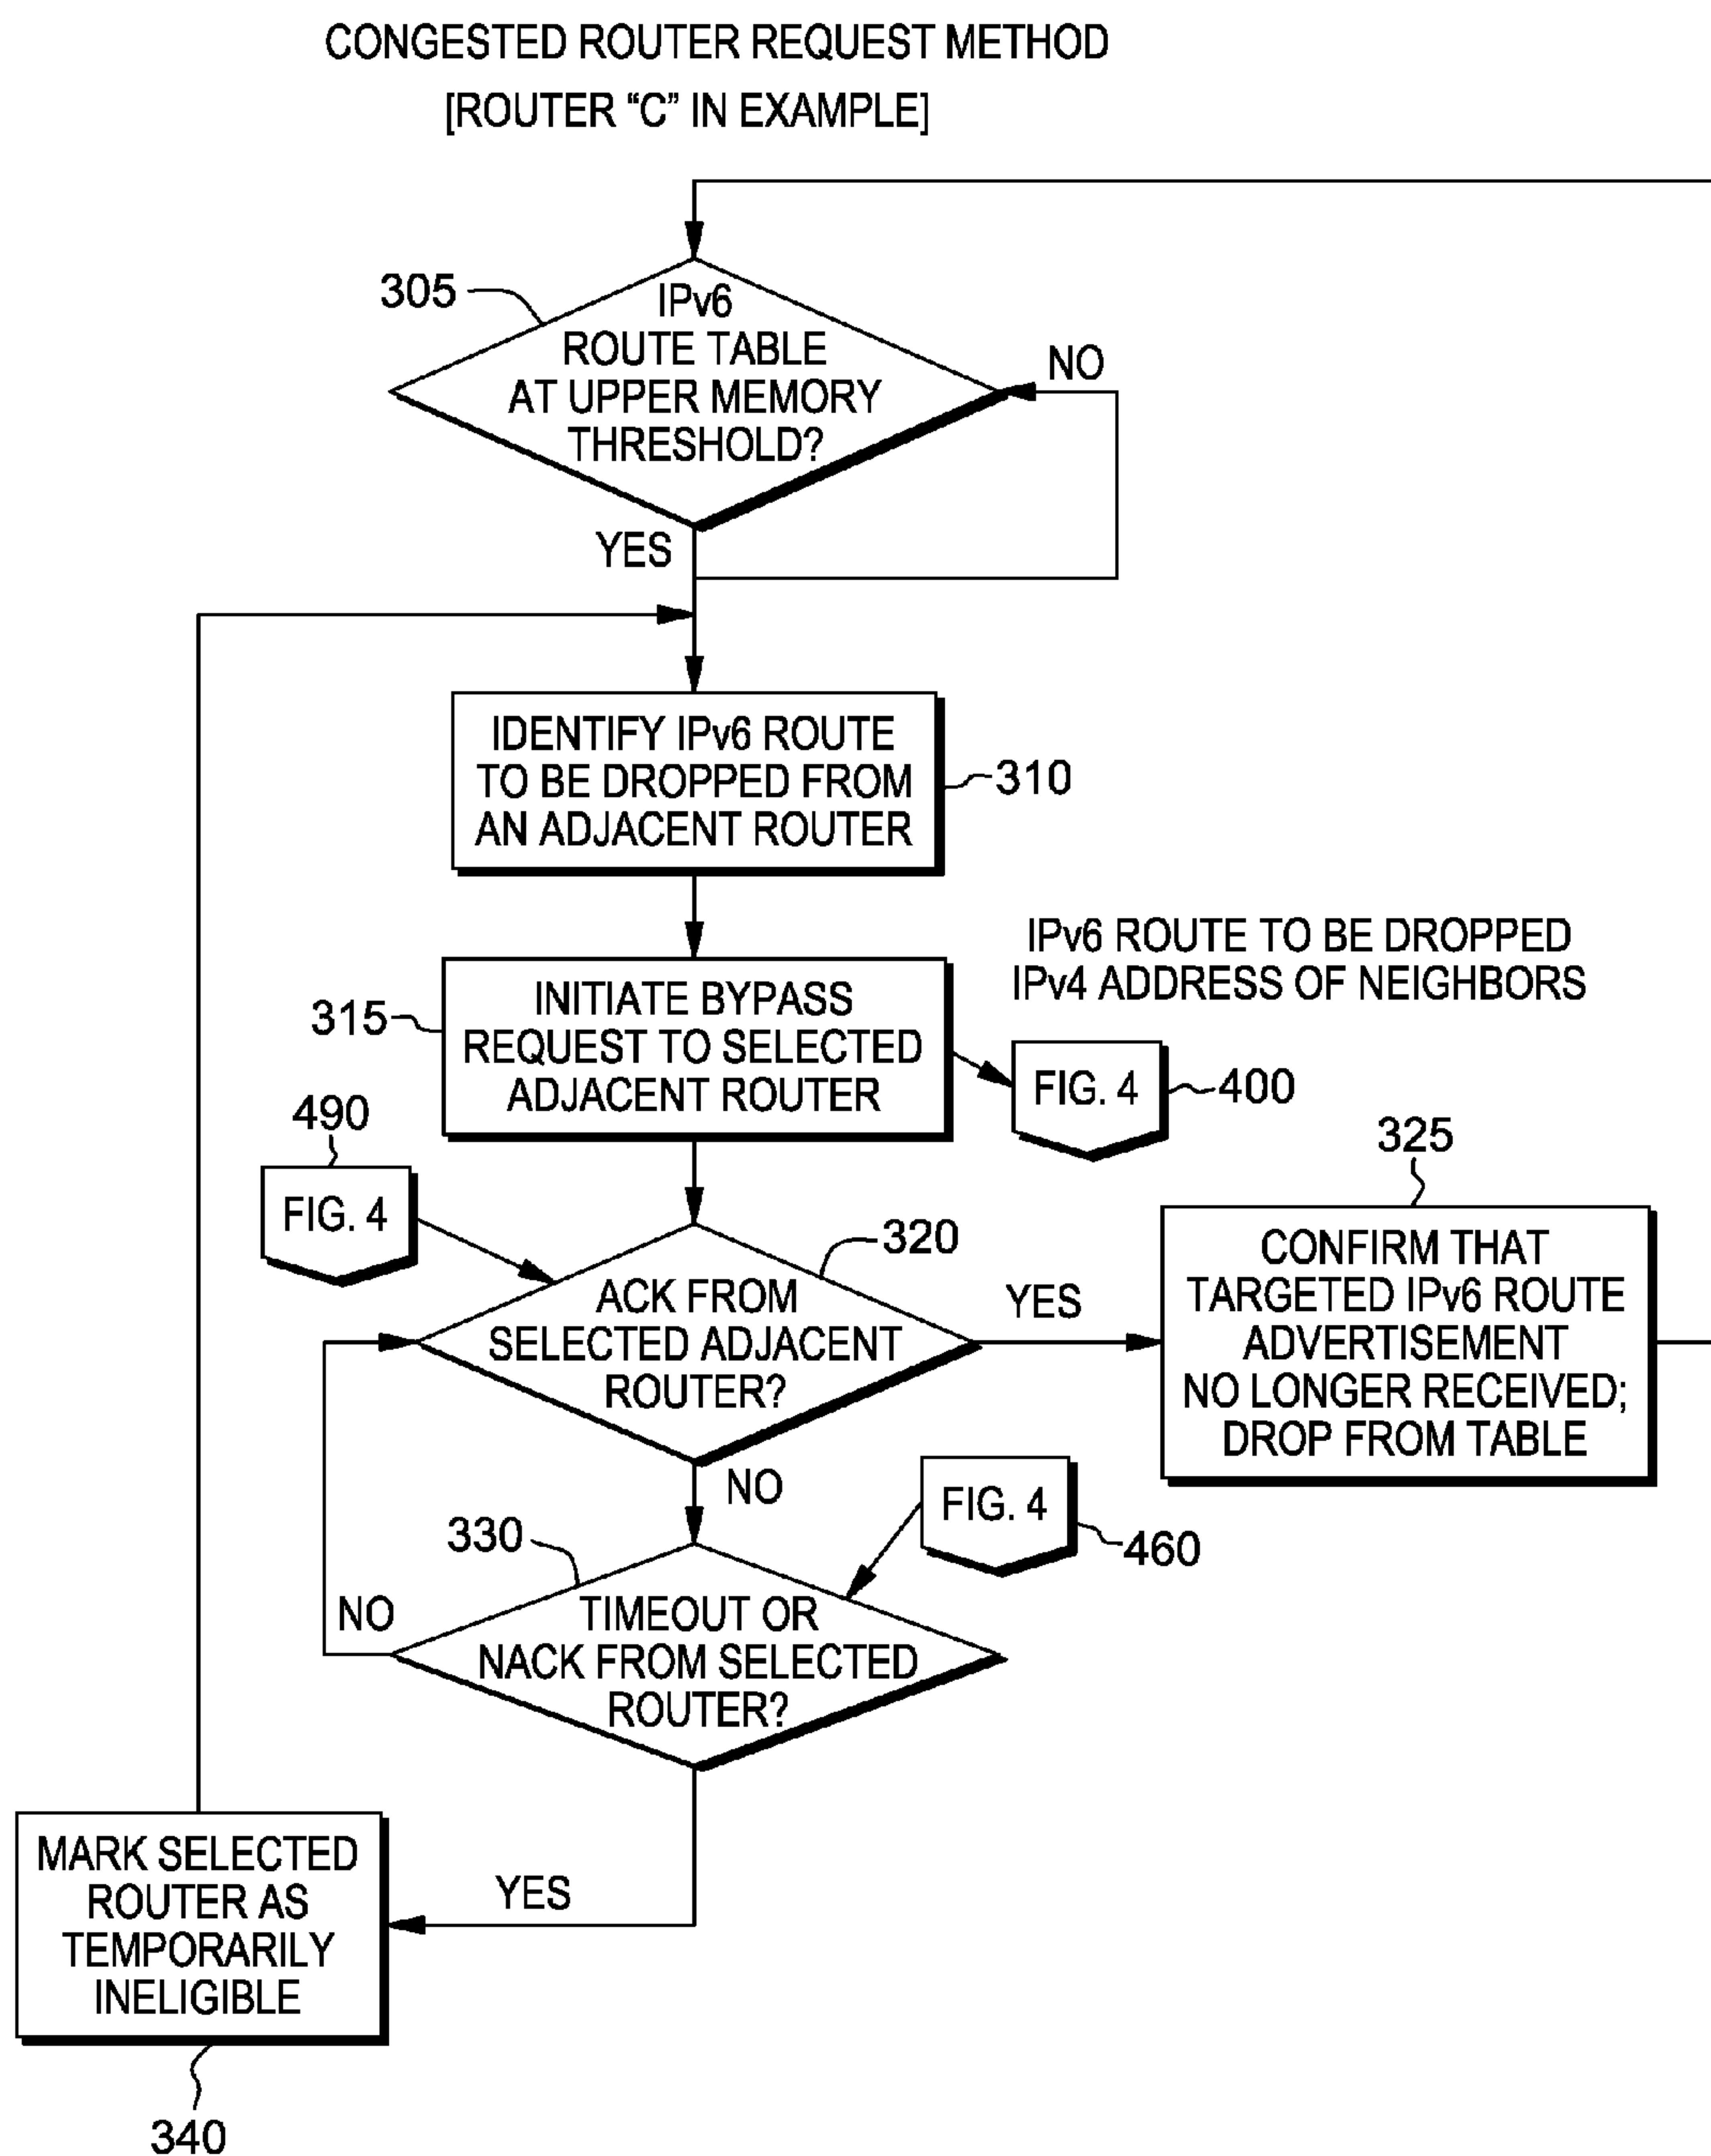 CONGESTED ROUTER REQUEST METHOD
[ROUTER “C” IN EXAMPLE]
305
IPv6
ROUTE TABLE
AT UPPER MEMORY
THRESHOLD?
NO
YES
IDENTIFY IPv6 ROUTE
TO BE DROPPED FROM
AN ADJACENT ROUTER
310
IPv6 ROUTE TO BE DROPPED
IPv4 ADDRESS OF NEIGHBORS
315
INITIATE BYPASS
REQUEST TO SELECTED
ADJACENT ROUTER
FIG. 4
400
490
FIG. 4
320
ACK FROM
SELECTED ADJACENT
ROUTER?
YES
325
CONFIRM THAT
TARGETED IPv6 ROUTE
ADVERTISEMENT
NO LONGER RECEIVED;
DROP FROM TABLE
NO
FIG. 4
460
330
NO
TIMEOUT OR
NACK FROM SELECTED
ROUTER?
YES
MARK SELECTED
ROUTER AS
TEMPORARILY
INELIGIBLE
340